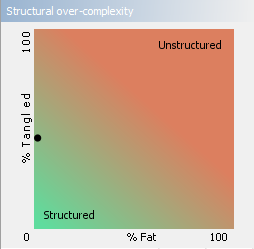 Structural over-complexity
100
Unstructured
% Tangled
Structured
0
% Fat
100